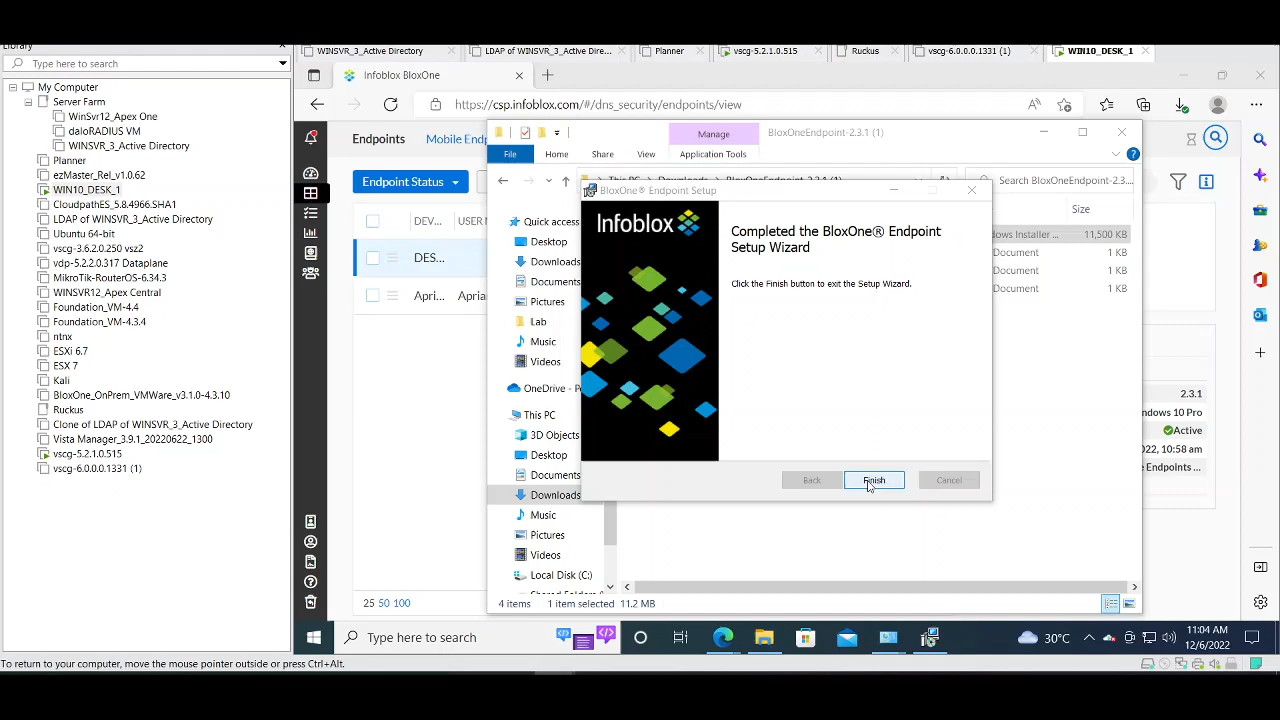 Library
Type here to search
My Computer
Server Farm
WinSvr12_Apex One
daloRADIUS VM
WINSVR_3_Active Directory
Planner
ezMaster_Rel_v1.0.62
WIN10_DESK_1
CloudpathES_5.8.4966.SHA1
LDAP of WINSVR_3_Active Directory
Ubuntu 64-bit
vscg-3.6.2.0.250 vsz2
vdp-5.2.2.0.317 Dataplane
MikroTik-RouterOS-6.34.3
WINSVR12_Apex Central
Foundation_VM-4.4
Foundation_VM-4.3.4
ntnx
ESXi 6.7
ESX 7
Kali
BloxOne_OnPrem_VMWare_v3.1.0-4.3.10
Ruckus
Clone of LDAP of WINSVR_3_Active Directory
Vista Manager_3.9.1_20220622_1300
vscg-5.2.1.0.515
vscg-6.0.0.0.1331 (1)
WINSVR_3_Active Directory
LDAP of WINSVR_3_Active Dire...
Planner
vscg-5.2.1.0.515
Ruckus
vscg-6.0.0.0.1331 (1)
WIN10_DESK_1
Infoblox BloxOne
https://csp.infoblox.com/#/dns_security/endpoints/view
Endpoints
Mobile Endp
Endpoint Status
DEV...
USER N
DES...
Apri...
Apria
25 50 100
Manage
BloxOneEndpoint-2.3.1 (1)
File
Home
Share
View
Application Tools
Search BloxOneEndpoint-2.3....
Size
dows Installer ...
11,500 KB
Document
1 KB
Document
1 KB
Document
1 KB
Quick access
Desktop
Downloads
Documents
Pictures
Lab
Music
Videos
OneDrive - Pe
This PC
3D Objects
Desktop
Documents
Downloads
Music
Pictures
Videos
Local Disk (C:)
4 items
1 item selected
11.2 MB
BloxOne® Endpoint Setup
Infoblox
Completed the BloxOne® Endpoint
Setup Wizard
Click the Finish button to exit the Setup Wizard.
Back
Finish
Cancel
2.3.1
ndows 10 Pro
Active
022, 10:58 am
e Endpoints ...
Type here to search
30°C
11:04 AM
12/6/2022
To return to your computer, move the mouse pointer outside or press Ctrl+Alt.